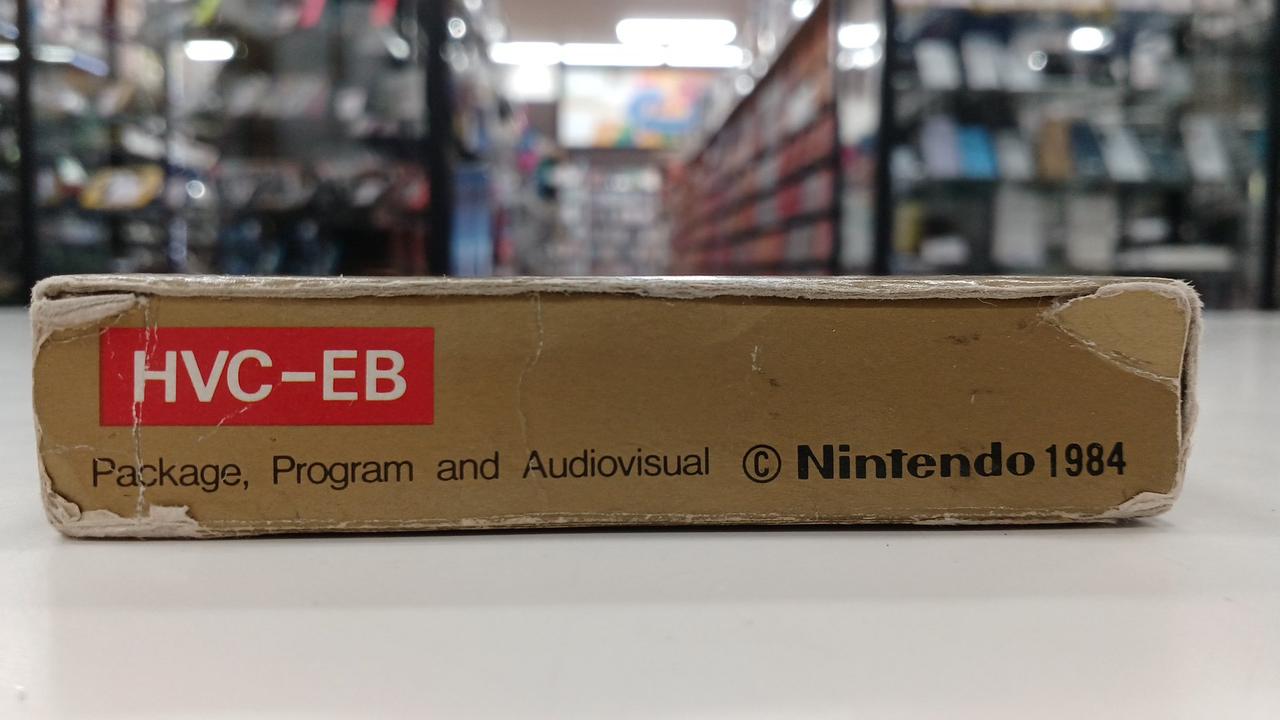 HVC-EB
Package, Program and Audiovisual © Nintendo 1984